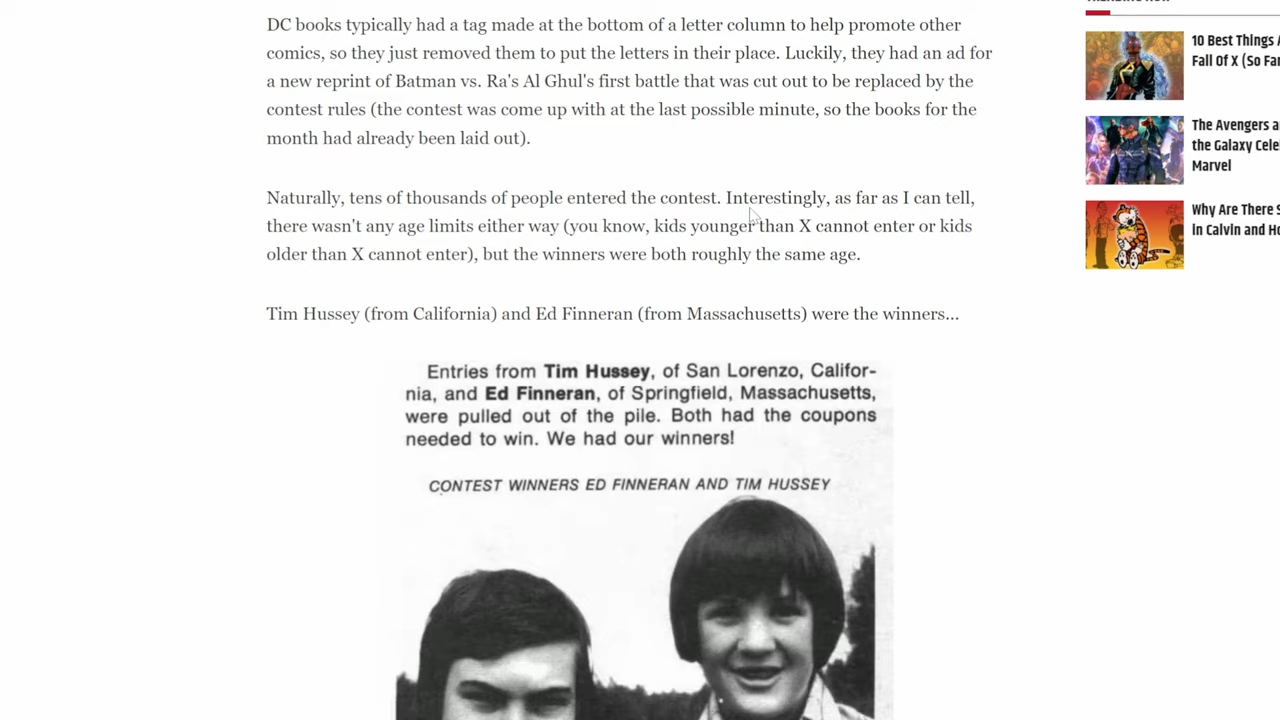 DC books typically had a tag made at the bottom of a letter column to help promote other
comics, so they just removed them to put the letters in their place. Luckily, they had an ad for
a new reprint of Batman vs. Ra's Al Ghul's first battle that was cut out to be replaced by the
contest rules (the contest was come up with at the last possible minute, so the books for the
month had already been laid out).
Naturally, tens of thousands of people entered the contest. Interestingly, as far as I can tell,
there wasn't any age limits either way (you know, kids younger than X cannot enter or kids
older than X cannot enter), but the winners were both roughly the same age.
Tim Hussey (from California) and Ed Finneran (from Massachusetts) were the winners...
Entries from Tim Hussey, of San Lorenzo, Califor-
nia, and Ed Finneran, of Springfield, Massachusetts,
were pulled out of the pile. Both had the coupons
needed to win. We had our winners!
CONTEST WINNERS ED FINNERAN AND TIM HUSSEY
10 Best Things A
Fall Of X (So Far
The Avengers a
the Galaxy Cele
Marvel
Why Are There S
In Calvin and Ho